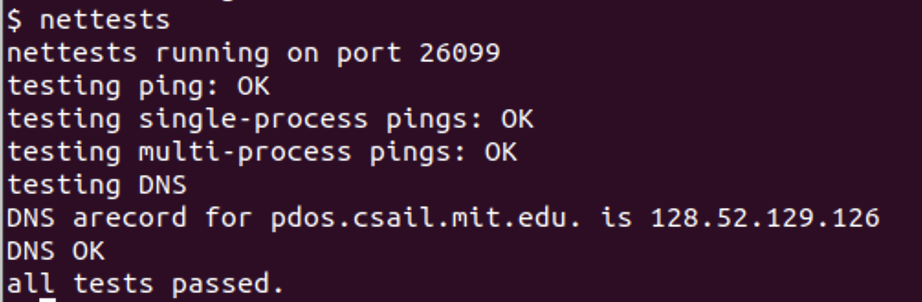 $ nettests
nettests running on port 26099
testing ping: OK
testing single-process pings: OK
testing multi-process pings: OK
testing DNS
DNS arecord for pdos.csail.mit.edu. is 128.52.129.126
DNS OK
all tests passed.